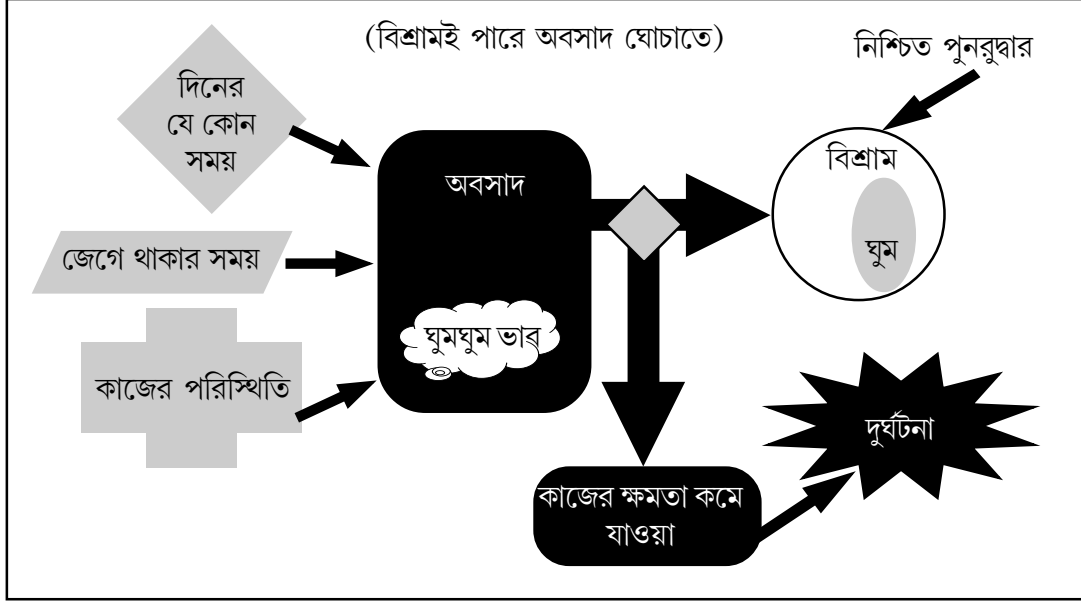 (বিশ্রামই পারে অবসাদ ঘোচাতে)
নিশ্চিত পুনরুদ্বার
দিনের
যে কোন
সময়
অবসাদ
বিশ্রাম
ঘুম
জেগে থাকার সময়
ঘুমঘুম ভাব
কাজের পরিস্থিতি
দুর্ঘটনা
কাজের ক্ষমতা কমে
যাওয়া